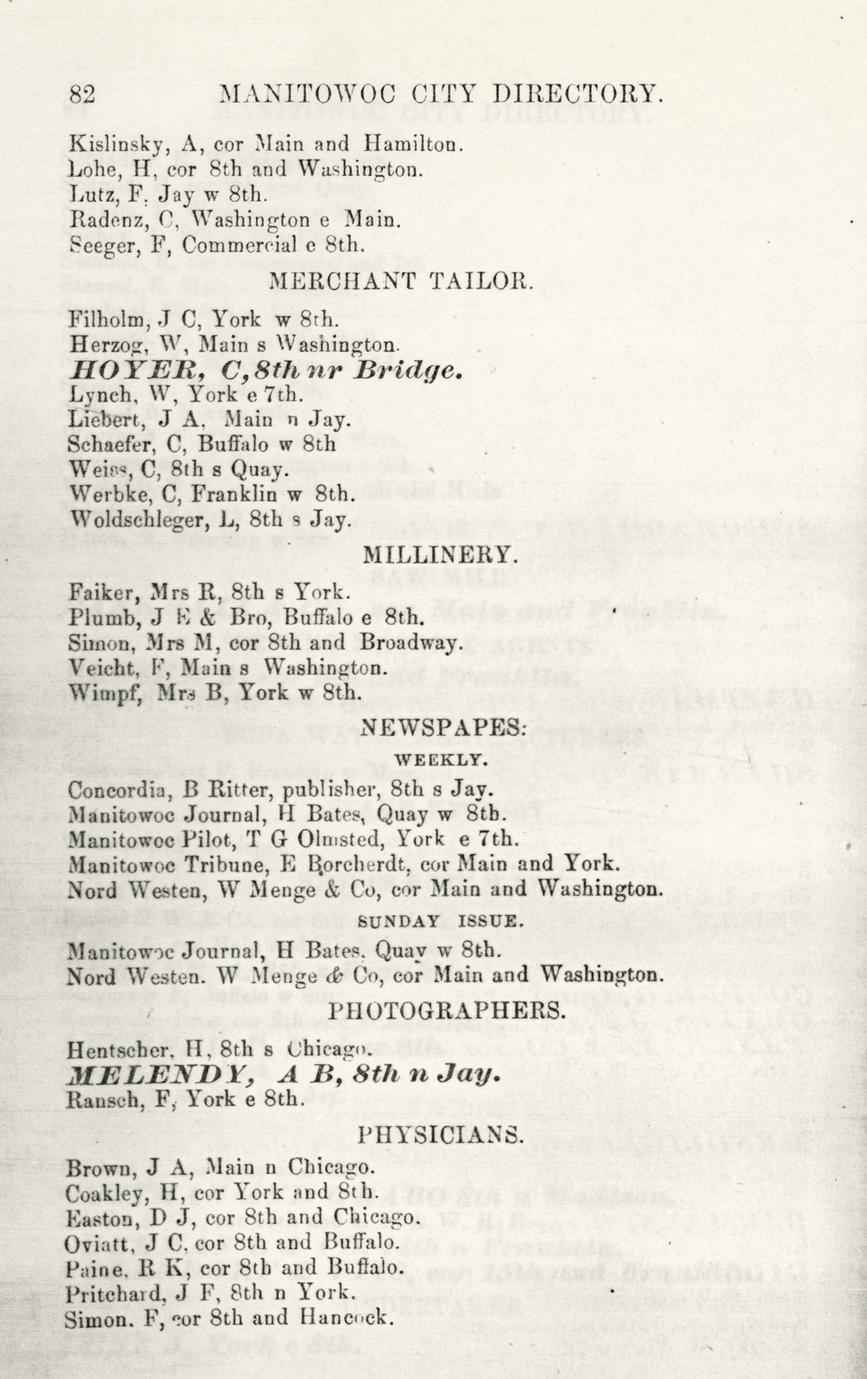 82 MANITOWOC CITY DIRECTORY.
Kislinsky, A, cor Main and Hamilton.
Lohe, H, cor 8th and Washington.
Lutz, F. Jay w 8th.
Radenz, C, Washington e Main.
Seeger, F, Commercial e 8th.
MERCHANT TAILOR.
Filholm, J C, York w 8th.
Herzog, W, Main s Washington.
HOYER, C, 8th nr Bridge.
Lynch, W, York e 7th.
Liebert, J A, Main n Jay.
Schaefer, C, Buffalo w 8th
Weiss, C, 8th s Quay.
Werbke, C, Franklin w 8th.
Woldschleger, L, 8th s Jay.
MILLINERY.
Faiker, Mrs R, 8th s York.
Plumb, J E & Bro, Buffalo e 8th.
Simon, Mrs M, cor 8th and Broadway.
Veicht, F, Main s Washington.
Wimpf, Mrs B, York w 8th.
NEWSPAPES:
WEEKLY.
Concordia, B Ritter, publisher, 8th s Jay.
Manitowoc Journal, H Bates, Quay w 8th.
Manitowoc Pilot, T G Olmsted, York e 7th.
Manitowoc Tribune, E Borcherdt, cor Main and York.
Nord Westen, W Menge & Co, cor Main and Washington.
SUNDAY ISSUE.
Manitowoc Journal, H Bates, Quay w 8th.
Nord Westen. W Menge & Co, cor Main and Washington.
PHOTOGRAPHERS.
Hentscher, H, 8th s Chicago.
MELENDY, A B, 8th n Jay.
Rausch, F, York e 8th.
PHYSICIANS.
Brown, J A, Main n Chicago.
Coakley, H, cor York and 8th.
Easton, D J, cor 8th and Chicago.
Oviatt, J C, cor 8th and Buffalo.
Paine, R K, cor 8th and Buffalo.
Pritchard, J F, 8th n York.
Simon. F, cor 8th and Hancock.